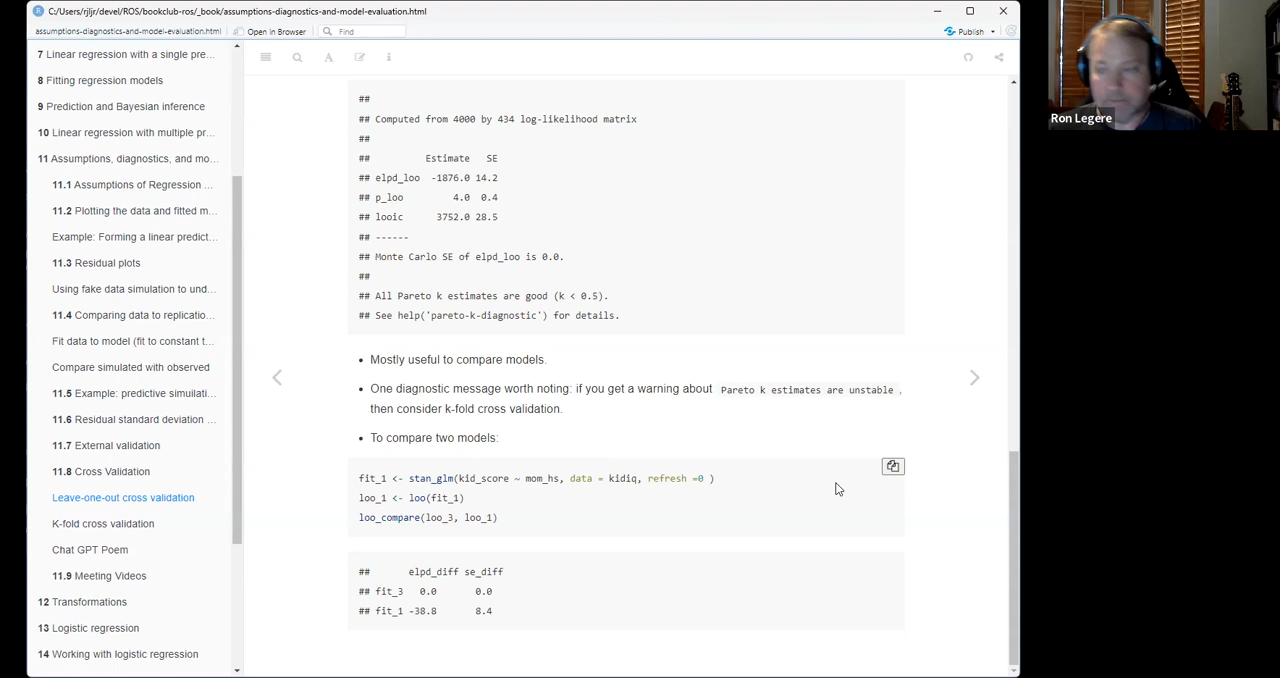 C:/Users/rjljr/devel/ROS/bookclub-ros/_book/assumptions-diagnostics-and-model-evaluation.html
assumptions-diagnostics-and-model-evaluation.html
Open in Browser
Find
Publish
7 Linear regression with a single pre...
8 Fitting regression models
9 Prediction and Bayesian inference
10 Linear regression with multiple pr...
11 Assumptions, diagnostics, and mo...
11.1 Assumptions of Regression ...
11.2 Plotting the data and fitted m...
Example: Forming a linear predict...
11.3 Residual plots
Using fake data simulation to und...
11.4 Comparing data to replicatio...
Fit data to model (fit to constant t...
Compare simulated with observed
11.5 Example: predictive simuilati...
11.6 Residual standard deviation ...
11.7 External validation
11.8 Cross Validation
Leave-one-out cross validation
K-fold cross validation
Chat GPT Poem
11.9 Meeting Videos
12 Transformations
13 Logistic regression
14 Working with logistic regression
##
## Computed from 4000 by 434 log-likelihood matrix
##
## Estimate SE
## elpd_loo -1876.0 14.2
## p_loo 4.0 0.4
## looic 3752.0 28.5
## ------
## Monte Carlo SE of elpd_loo is 0.0.
##
## All Pareto k estimates are good (k < 0.5).
## See help('pareto-k-diagnostic') for details.
• Mostly useful to compare models.
• One diagnostic message worth noting: if you get a warning about Pareto k estimates are unstable ,
then consider k-fold cross validation.
• To compare two models:
fit_1 <- stan_glm(kid_score ~ mom_hs, data = kidiq, refresh =0 )
loo_1 <- loo(fit_1)
loo_compare(loo_3, loo_1)
## elpd_diff se_diff
## fit_3 0.0 0.0
## fit_1 -38.8 8.4
Ron Legere